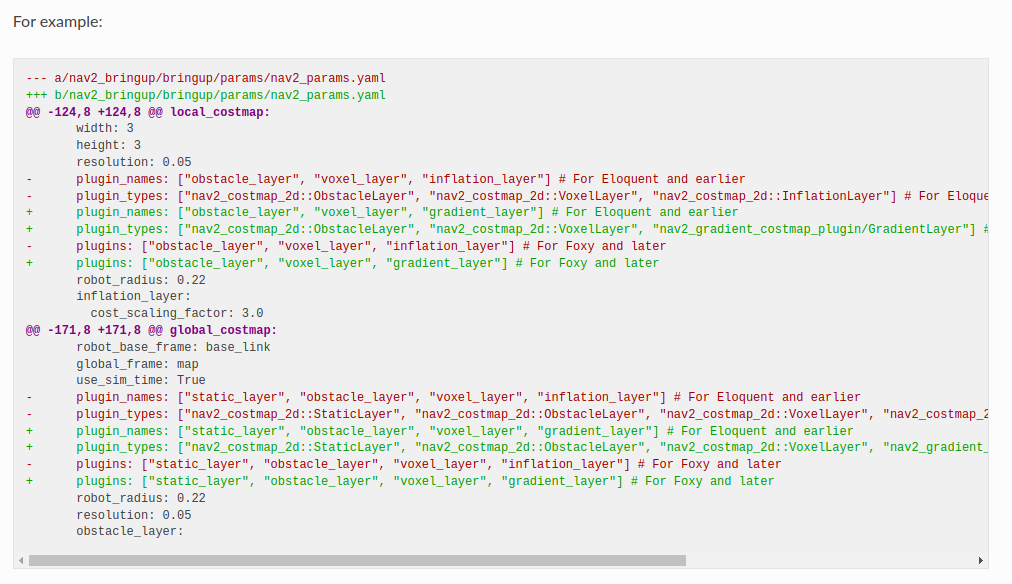 For example:
--- a/nav2_bringup/bringup/params/nav2_params.yaml
+++ b/nav2_bringup/bringup/params/nav2_params.yaml
@@ -124,8 +124,8 @@ local_costmap:
       width: 3
       height: 3
       resolution: 0.05
-      plugin_names: ["obstacle_layer", "voxel_layer", "inflation_layer"] # For Eloquent and earlier
-      plugin_types: ["nav2_costmap_2d::ObstacleLayer", "nav2_costmap_2d::VoxelLayer", "nav2_costmap_2d::InflationLayer"] # For Eloque
+      plugin_names: ["obstacle_layer", "voxel_layer", "gradient_layer"] # For Eloquent and earlier
+      plugin_types: ["nav2_costmap_2d::ObstacleLayer", "nav2_costmap_2d::VoxelLayer", "nav2_gradient_costmap_plugin/GradientLayer"] #
-      plugins: ["obstacle_layer", "voxel_layer", "inflation_layer"] # For Foxy and later
+      plugins: ["obstacle_layer", "voxel_layer", "gradient_layer"] # For Foxy and later
       robot_radius: 0.22
       inflation_layer:
         cost_scaling_factor: 3.0
@@ -171,8 +171,8 @@ global_costmap:
       robot_base_frame: base_link
       global_frame: map
       use_sim_time: True
-      plugin_names: ["static_layer", "obstacle_layer", "voxel_layer", "inflation_layer"] # For Eloquent and earlier
-      plugin_types: ["nav2_costmap_2d::StaticLayer", "nav2_costmap_2d::ObstacleLayer", "nav2_costmap_2d::VoxelLayer", "nav2_costmap_2
+      plugin_names: ["static_layer", "obstacle_layer", "voxel_layer", "gradient_layer"] # For Eloquent and earlier
+      plugin_types: ["nav2_costmap_2d::StaticLayer", "nav2_costmap_2d::ObstacleLayer", "nav2_costmap_2d::VoxelLayer", "nav2_gradient_
-      plugins: ["static_layer", "obstacle_layer", "voxel_layer", "inflation_layer"] # For Foxy and later
+      plugins: ["static_layer", "obstacle_layer", "voxel_layer", "gradient_layer"] # For Foxy and later
       robot_radius: 0.22
       resolution: 0.05
       obstacle_layer: